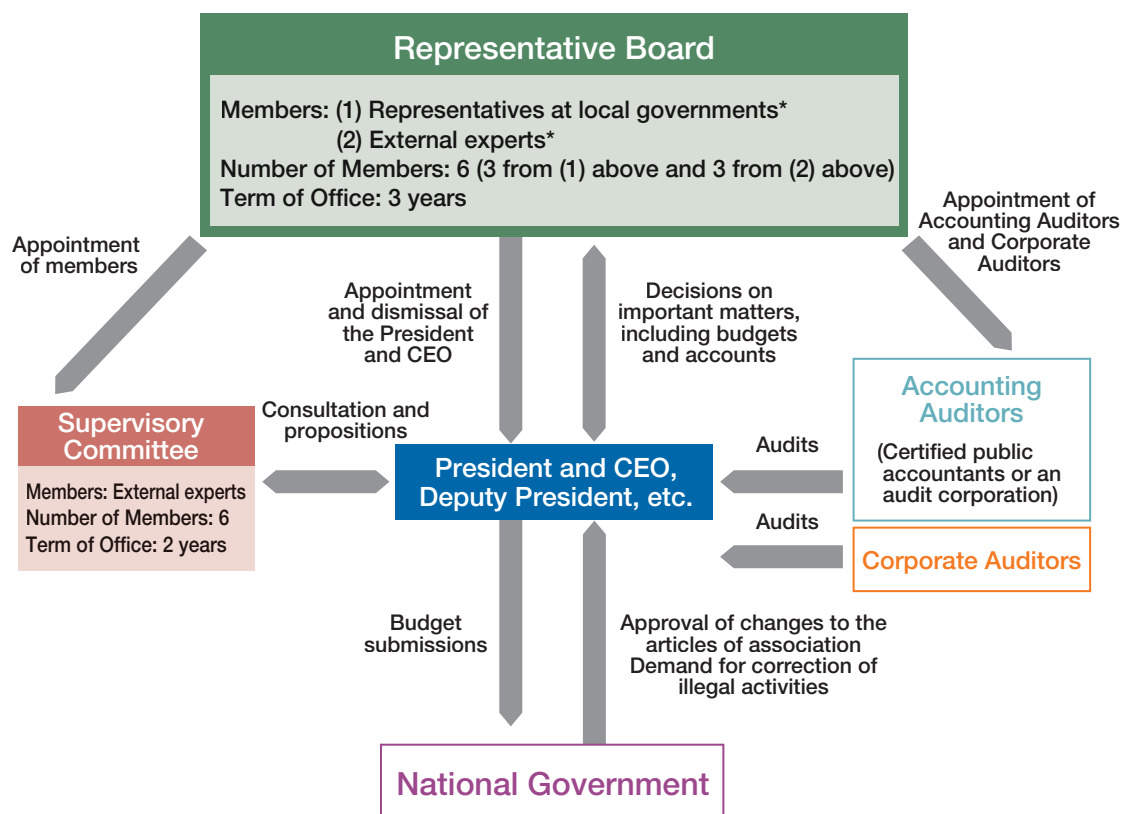 Representative Board
Members: (1) Representatives at local governments*
(2) External experts*
Number of Members: 6 (3 from (1) above and 3 from (2) above)
Term of Office: 3 years
Appointment
of members
Appointment
and dismissal of
the President
and CEO
Decisions on
important matters,
including budgets
and accounts
Appointment of
Accounting Auditors
and Corporate
Auditors
Supervisory
Committee
Members: External experts
Number of Members: 6
Term of Office: 2 years
Consultation and
propositions
President and CEO,
Deputy President, etc.
Audits
Audits
Accounting
Auditors
(Certified public
accountants or an
audit corporation)
Corporate Auditors
Budget
submissions
Approval of changes to the
articles of association
Demand for correction of
illegal activities
National Government